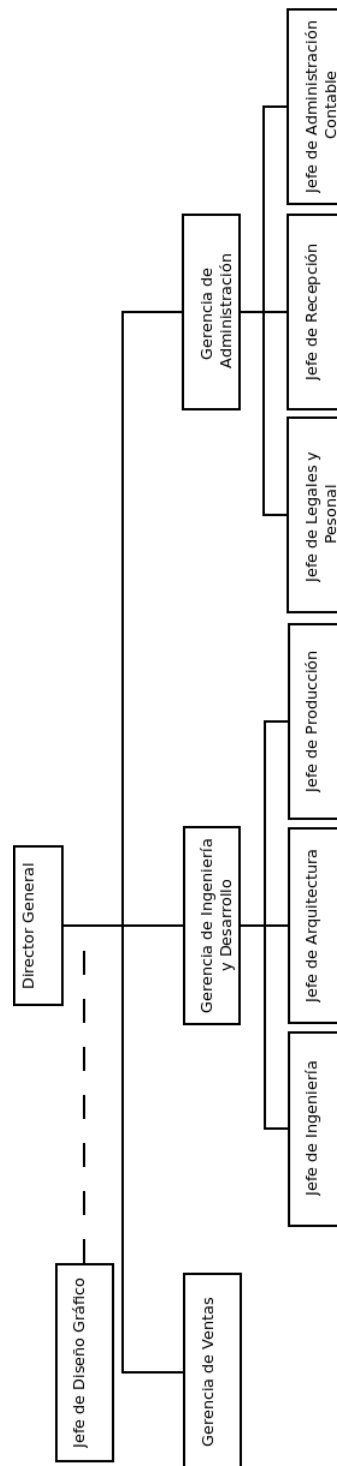 Director General
Jefe de Diseño Gráfico
Gerencia de Ventas
Gerencia de Ingeniería
y Desarrollo
Gerencia de
Administración
Jefe de Ingeniería
Jefe de Arquitectura
Jefe de Producción
Jefe de Legales y
Pesonal
Jefe de Recepción
Jefe de Administración
Contable